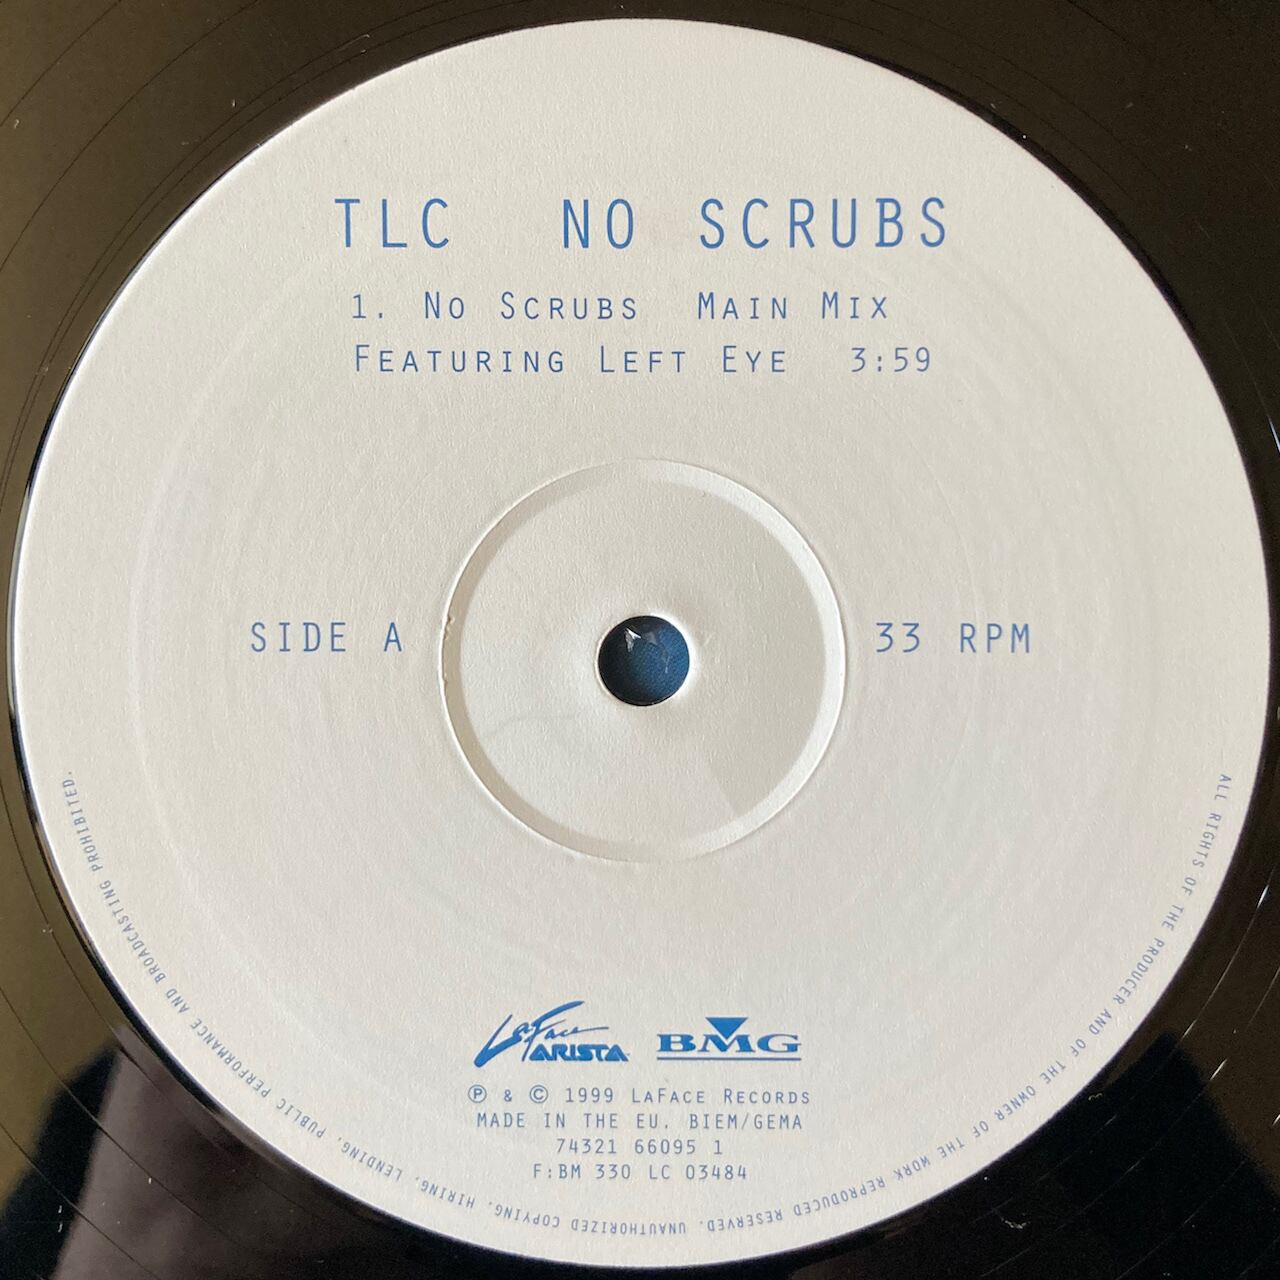 TLC NO SCRUBS
1. No Scrubs Main Mix
Featuring Left Eye 3:59
SIDE A
33 RPM
LaFace
ARISTA
BMG
℗ & © 1999 LaFace Records
MADE IN THE EU. BIEM/GEMA
74321 66095 1
F:BM 330 LC 03484
ALL RIGHTS OF THE PRODUCER AND OF THE OWNER OF THE WORK REPRODUCED RESERVED. UNAUTHORIZED COPYING, HIRING, LENDING, PUBLIC PERFORMANCE AND BROADCASTING PROHIBITED.